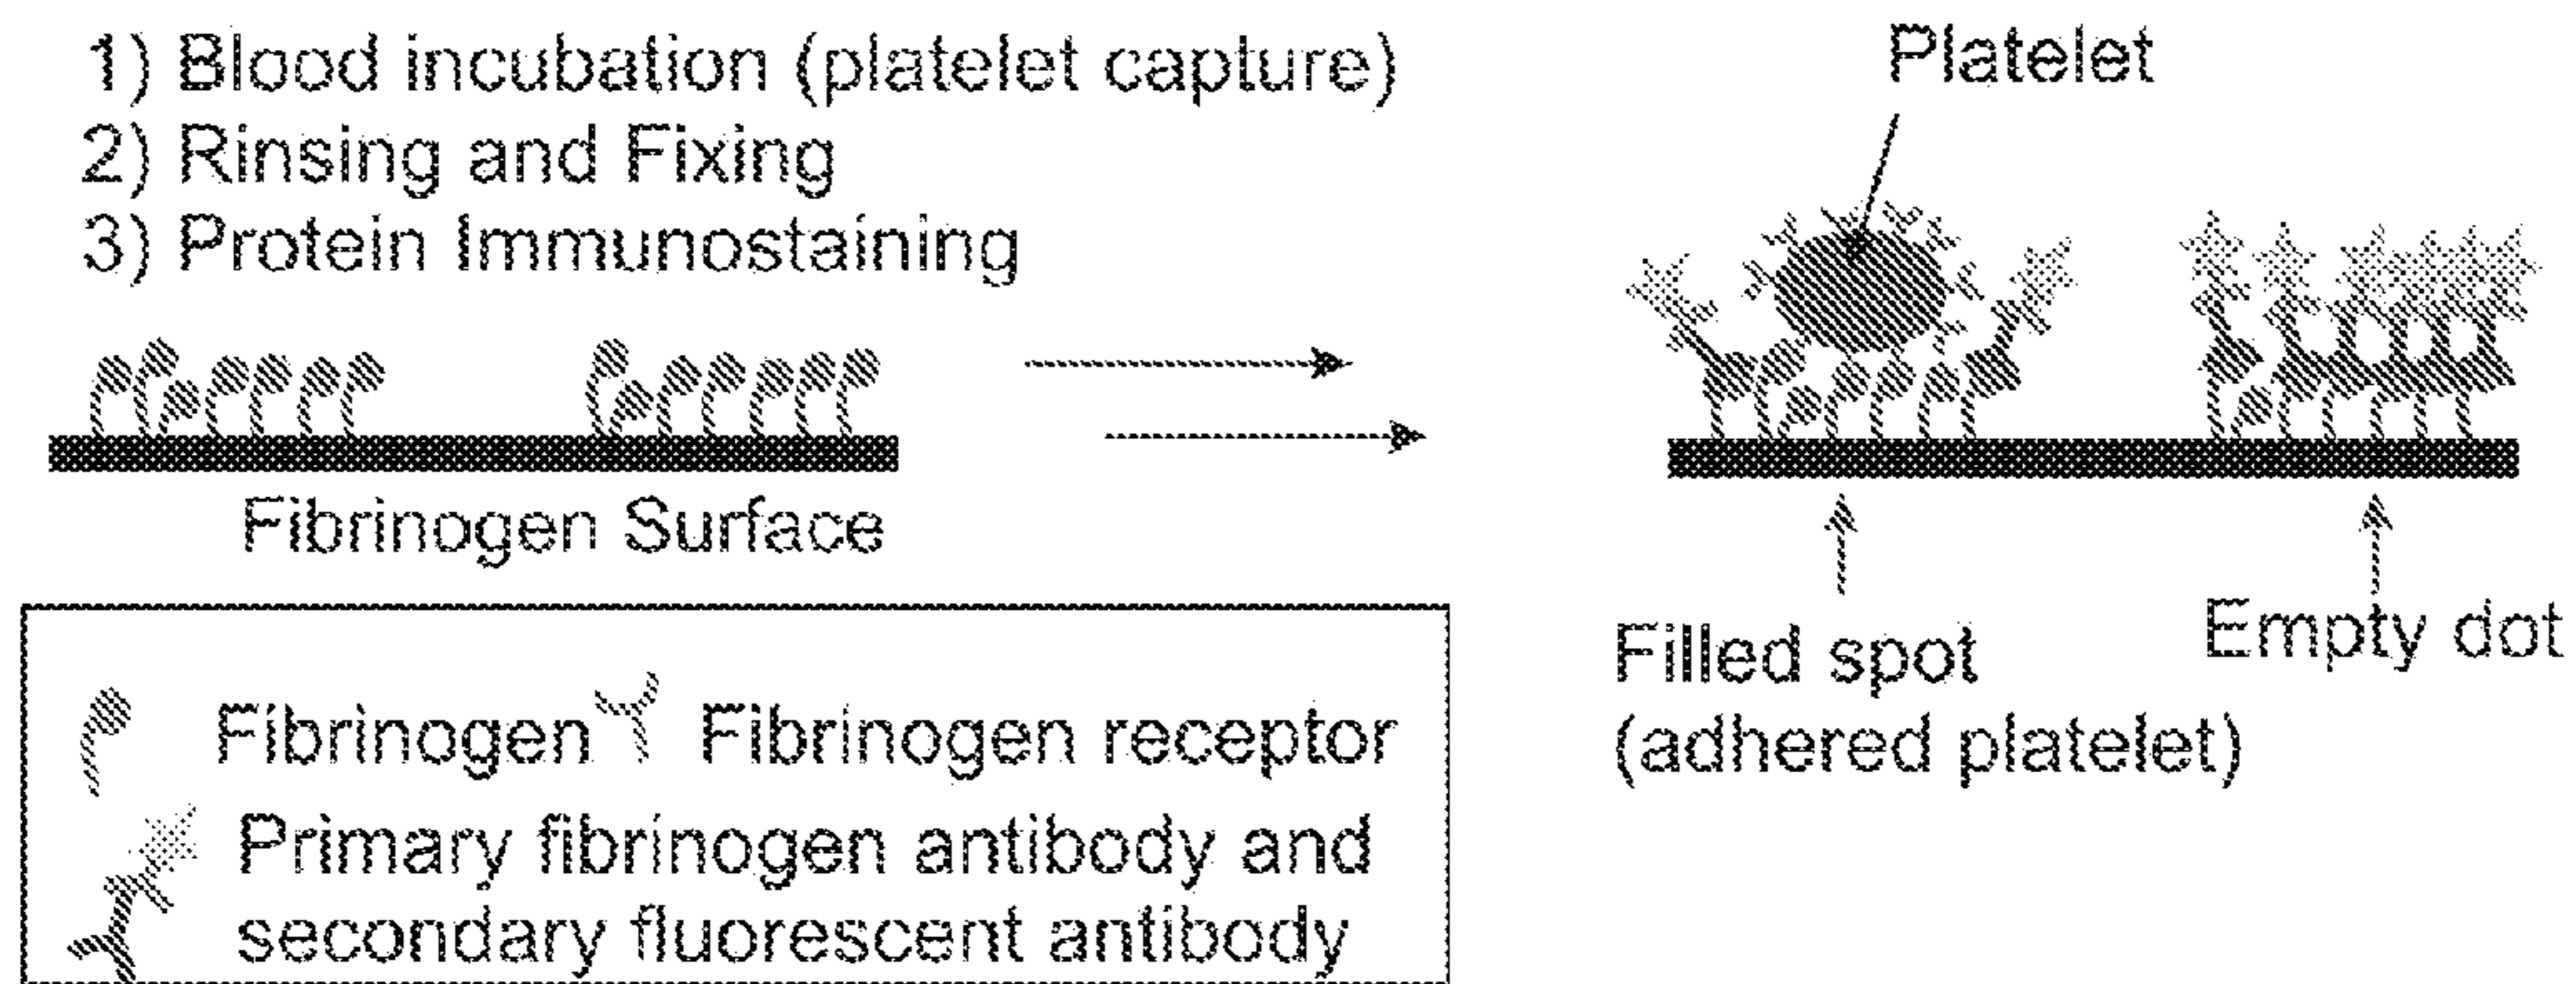 1) Blood incubation (platelet capture)
2) Rinsing and Fixing
3) Protein Immunostaining
Platelet
Fibrinogen Surface
Filled spot
(adhered platelet)
Empty dot
Fibrinogen
Fibrinogen receptor
Primary fibrinogen antibody and
secondary fluorescent antibody